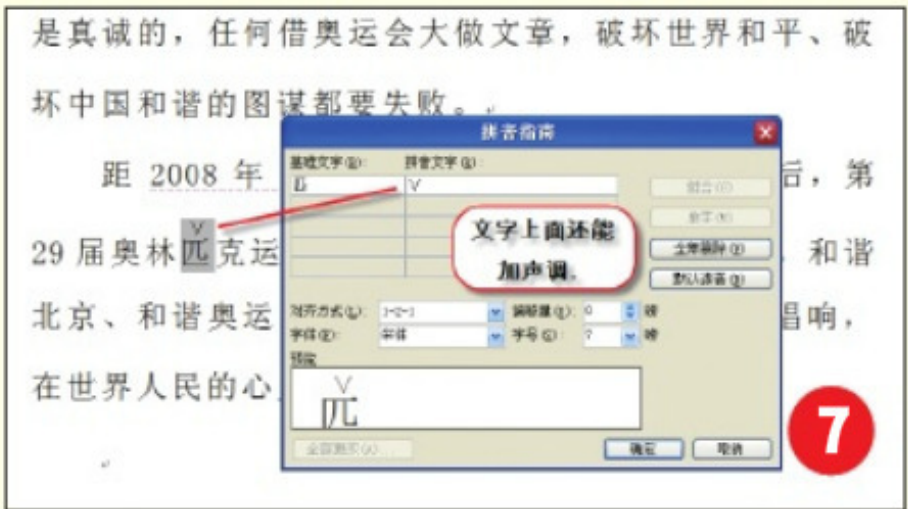 是真诚的，任何借奥运会大做文章，破坏世界和平、破
坏中国和谐的图谋都要失败。
拼音指南
基础文字(B): 拼音文字(R):
距 2008 年 后，第
匹 ∨
组合(C)
文字上面还能
加声调.
单字(M)
29 届奥林匹克运 和谐
全部删除(V)
默认读音(D)
北京、和谐奥运 唱响，
对齐方式(L): 1-2-1 偏移量(O): 0 磅
字体(F): 宋体 字号(S): 7 磅
预览
在世界人民的心
∨
匹
7
确定 取消